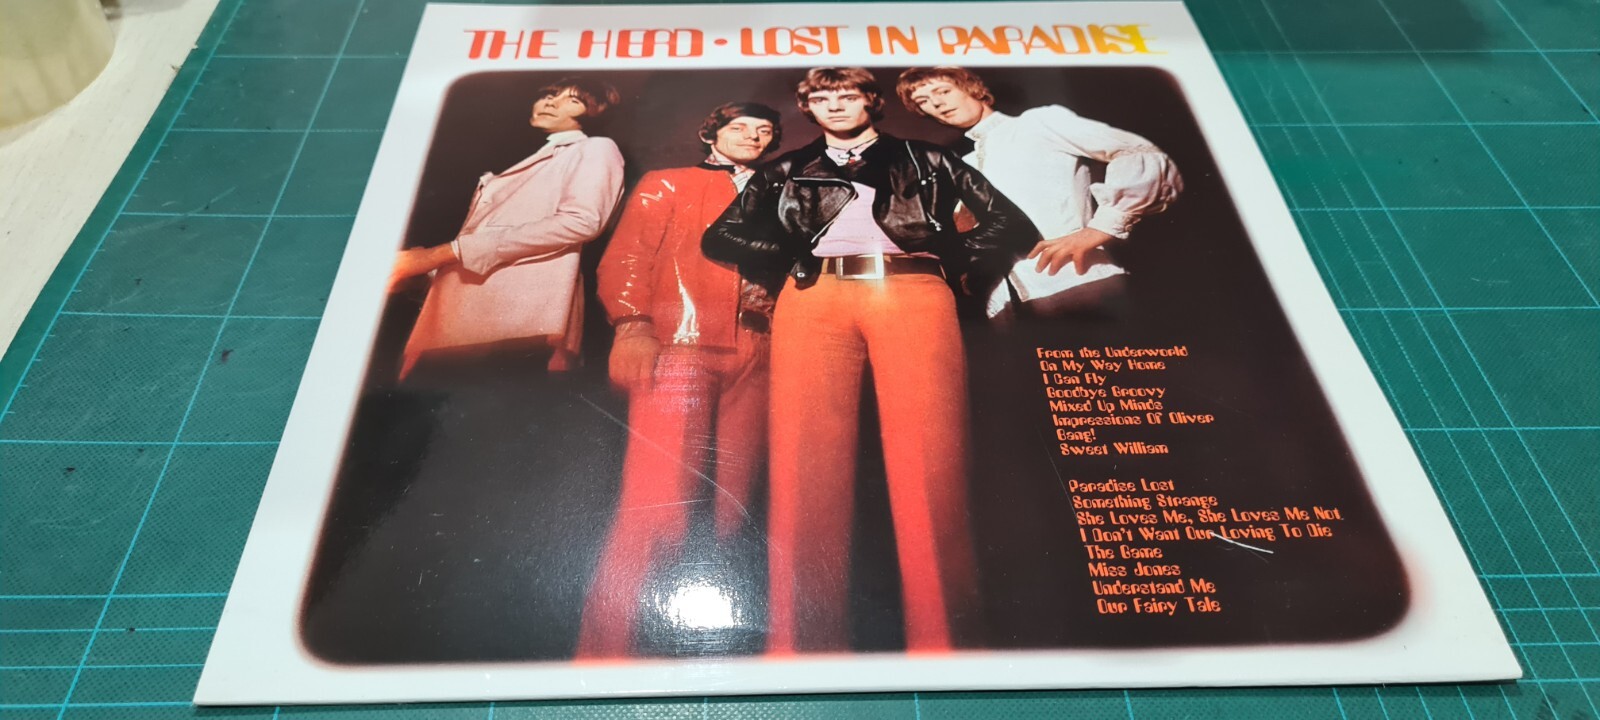 THE HERD • LOST IN PARADISE
From the Underworld
On My Way Home
I Can Fly
Goodbye Groovy
Mixed Up Minds
Impressions Of Oliver
Bang!
Sweet William
Paradise Lost
Something Strange
She Loves Me, She Loves Me Not
I Don't Want Our Loving To Die
The Game
Miss Jones
Understand Me
Our Fairy Tale